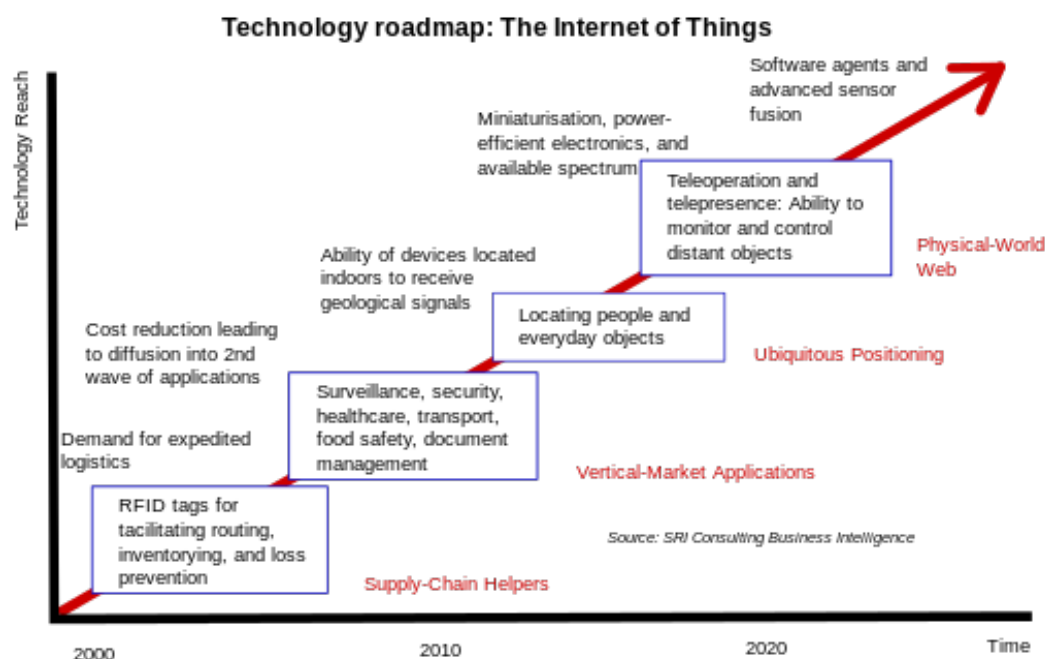 Technology roadmap: The Internet of Things
Technology Reach
Software agents and
advanced sensor
fusion
Miniaturisation, power-
efficient electronics, and
available spectrum
Teleoperation and
telepresence: Ability to
monitor and control
distant objects
Physical-World
Web
Ability of devices located
indoors to receive
geological signals
Locating people and
everyday objects
Ubiquitous Positioning
Cost reduction leading
to diffusion into 2nd
wave of applications
Surveillance, security,
healthcare, transport,
food safety, document
management
Vertical-Market Applications
Demand for expedited
logistics
RFID tags for
tacilitating routing,
inventorying, and loss
prevention
Supply-Chain Helpers
Source: SRI Consulting Business Intelligence
2000
2010
2020
Time